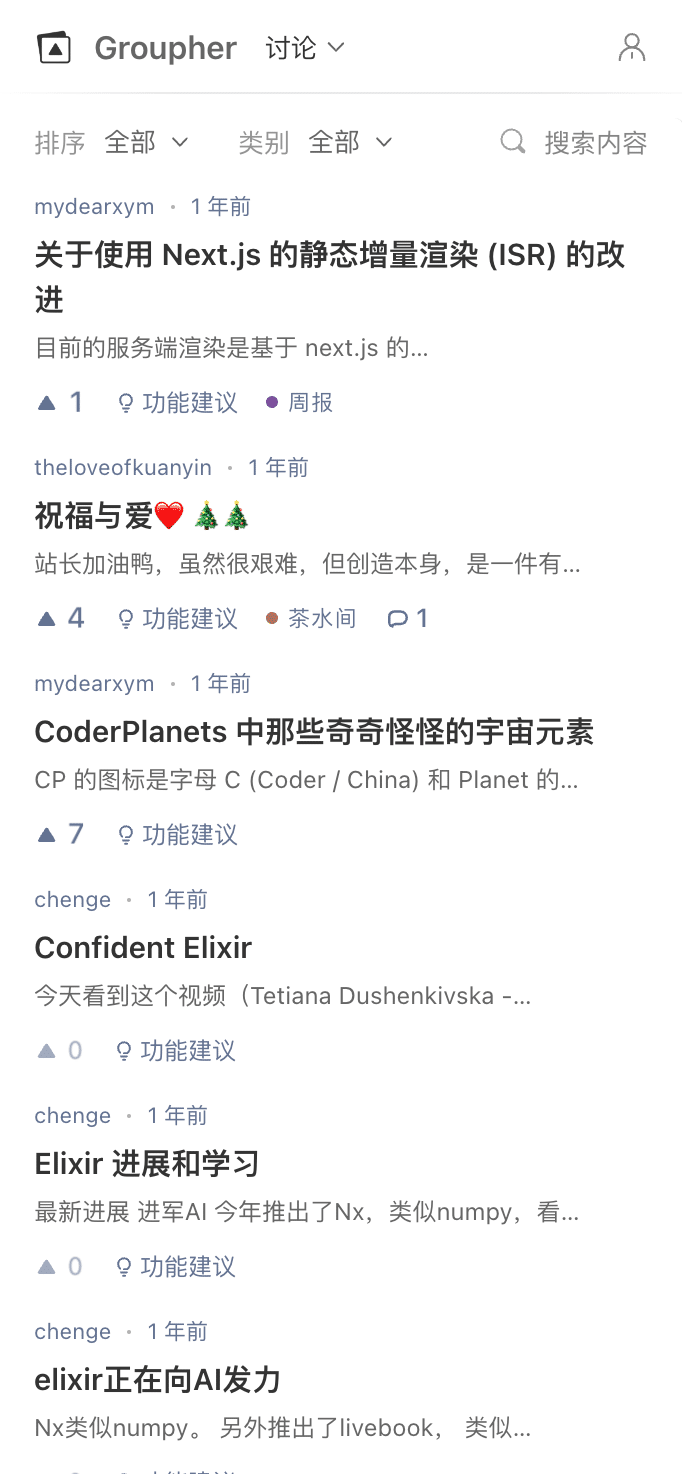 Groupher 讨论
排序 全部 类别 全部 搜索内容
mydearxym · 1 年前
关于使用 Next.js 的静态增量渲染 (ISR) 的改
进
目前的服务端渲染是基于 next.js 的...
1 功能建议 周报
theloveofkuanyin · 1 年前
祝福与爱❤️ 🎄🎄
站长加油鸭，虽然很艰难，但创造本身，是一件有...
4 功能建议 茶水间 1
mydearxym · 1 年前
CoderPlanets 中那些奇奇怪怪的宇宙元素
CP 的图标是字母 C (Coder / China) 和 Planet 的...
7 功能建议
chenge · 1 年前
Confident Elixir
今天看到这个视频（Tetiana Dushenkivska -...
0 功能建议
chenge · 1 年前
Elixir 进展和学习
最新进展 进军AI 今年推出了Nx，类似numpy，看...
0 功能建议
chenge · 1 年前
elixir正在向AI发力
Nx类似numpy。 另外推出了livebook， 类似...